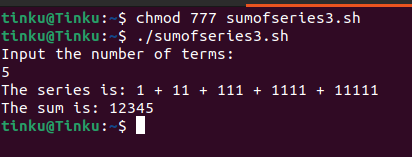 tinku@Tinku:~$ chmod 777 sumofseries3.sh
tinku@Tinku:~$ ./sumofseries3.sh
Input the number of terms:
5
The series is: 1 + 11 + 111 + 1111 + 11111
The sum is: 12345
tinku@Tinku:~$